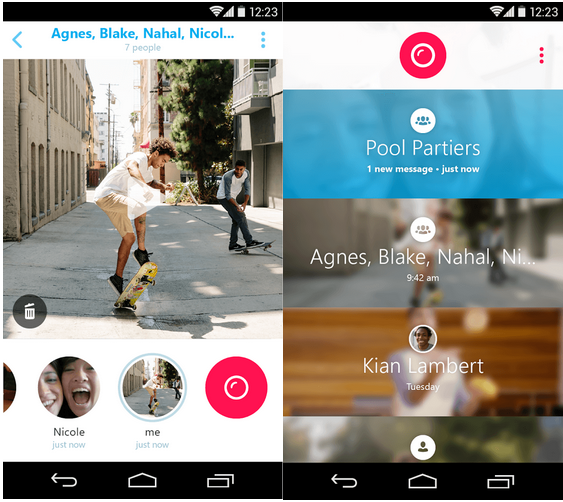 12:23
Agnes, Blake, Nahal, Nicol...
7 people
Nicole
just now
me
just now
12:23
Pool Partiers
1 new message • just now
Agnes, Blake, Nahal, Ni...
9:42 am
Kian Lambert
Tuesday